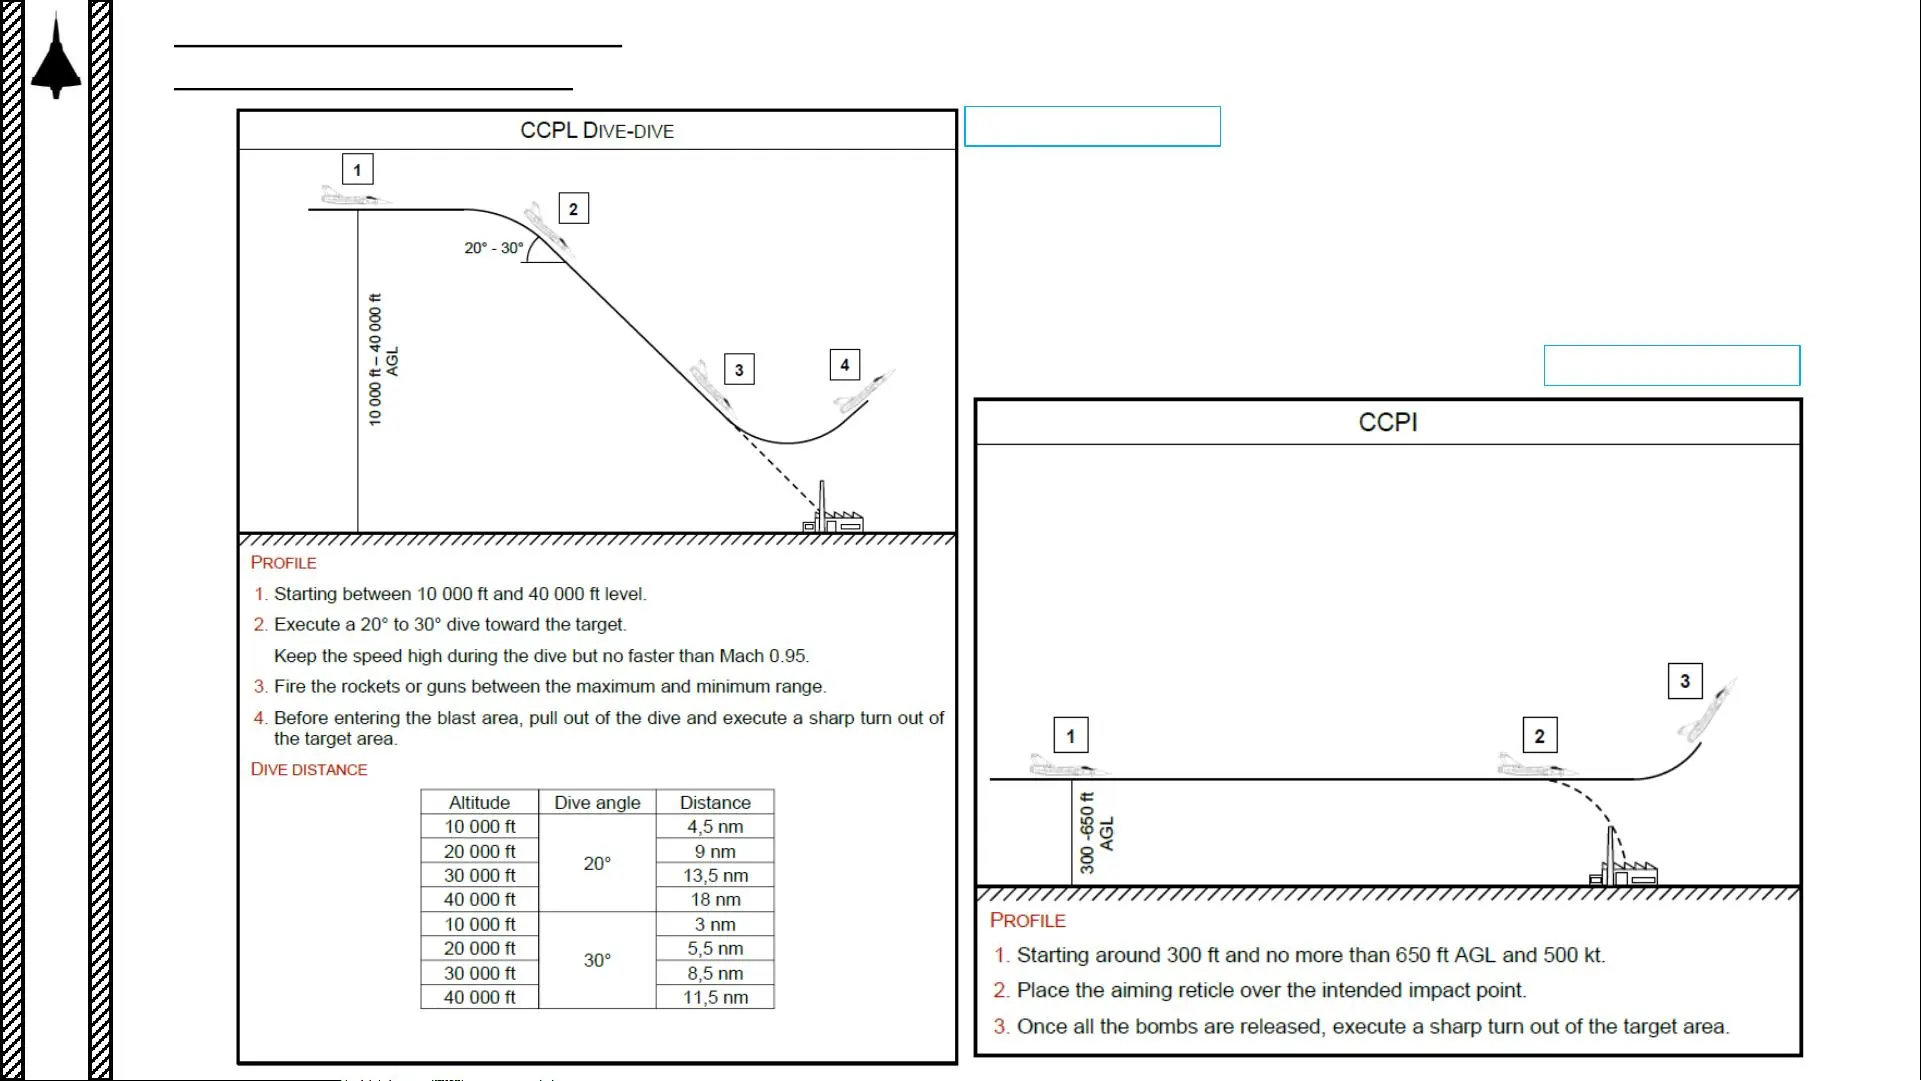 CCPL DIVE-DIVE
1
2
20° - 30°
10 000 ft – 40 000 ft
AGL
3
4
PROFILE
1. Starting between 10 000 ft and 40 000 ft level.
2. Execute a 20° to 30° dive toward the target.
Keep the speed high during the dive but no faster than Mach 0.95.
3. Fire the rockets or guns between the maximum and minimum range.
4. Before entering the blast area, pull out of the dive and execute a sharp turn out of
the target area.
DIVE DISTANCE
Altitude Dive angle Distance
10 000 ft 4,5 nm
20 000 ft 9 nm
20°
30 000 ft 13,5 nm
40 000 ft 18 nm
10 000 ft 3 nm
20 000 ft 5,5 nm
30°
30 000 ft 8,5 nm
40 000 ft 11,5 nm
CCPI
3
1
2
300 -650 ft
AGL
PROFILE
1. Starting around 300 ft and no more than 650 ft AGL and 500 kt.
2. Place the aiming reticle over the intended impact point.
3. Once all the bombs are released, execute a sharp turn out of the target area.